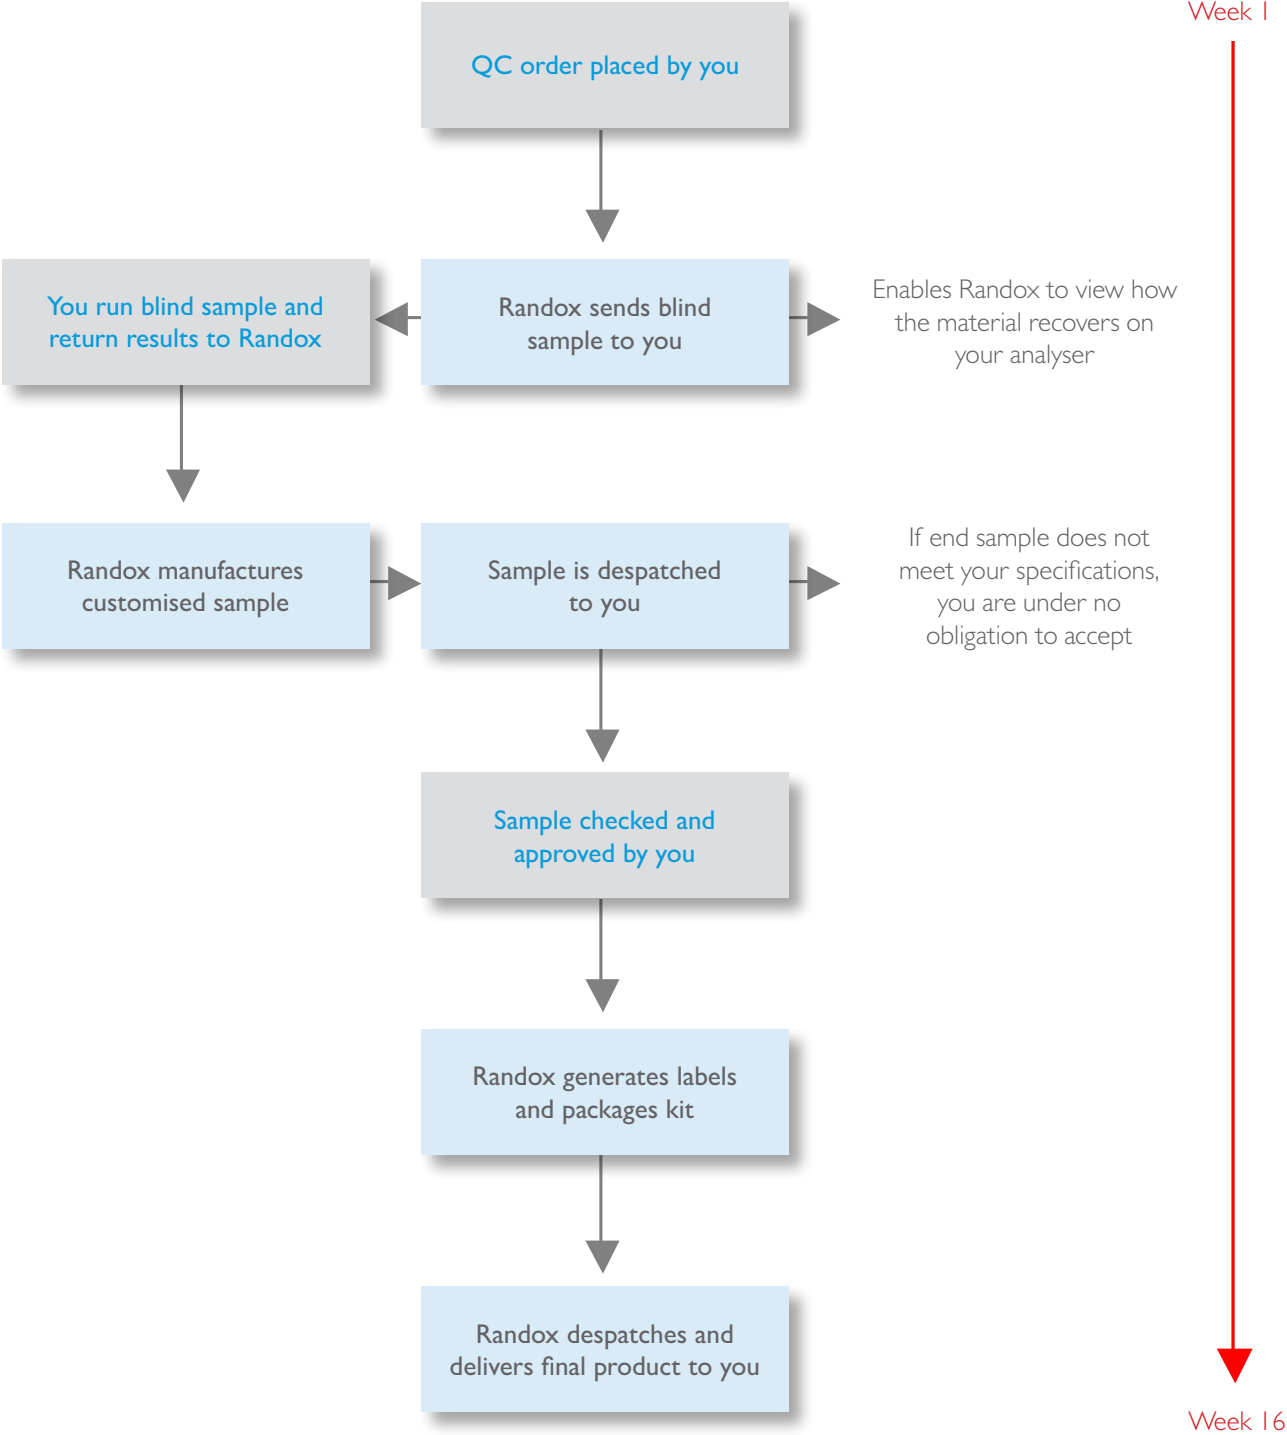 Week 1
QC order placed by you
You run blind sample and
return results to Randox
Randox sends blind
sample to you
Enables Randox to view how
the material recovers on
your analyser
Randox manufactures
customised sample
Sample is despatched
to you
If end sample does not
meet your specifications,
you are under no
obligation to accept
Sample checked and
approved by you
Randox generates labels
and packages kit
Randox despatches and
delivers final product to you
Week 16